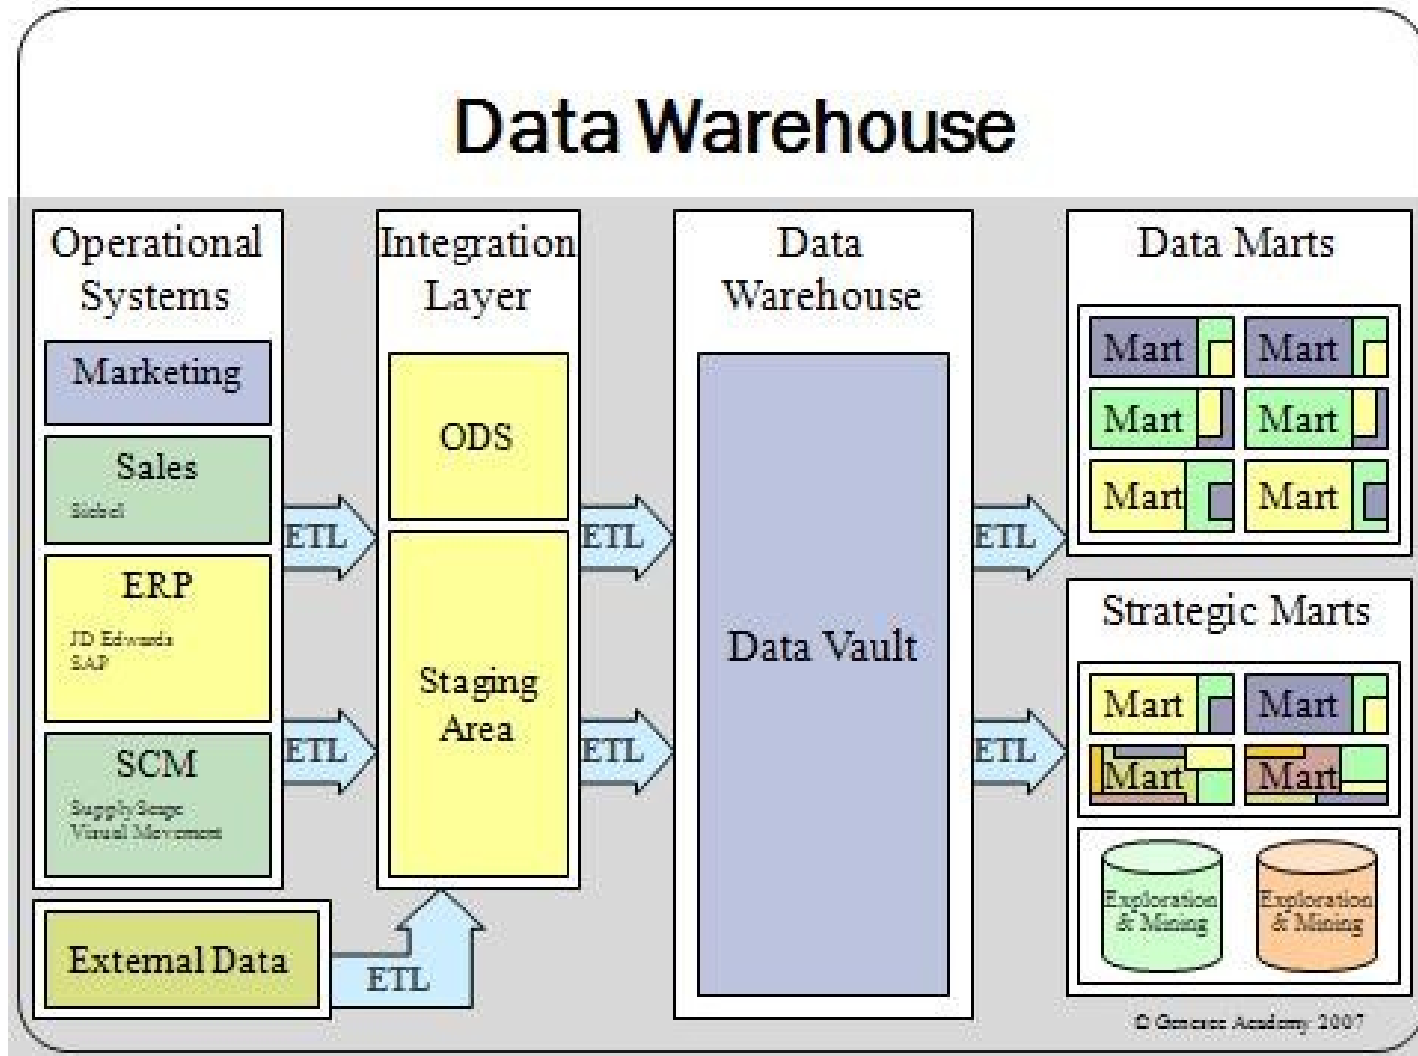 Data Warehouse
Operational
Systems
Marketing
Sales
Siebel
ERP
JD Edwards
SAP
SCM
SupplyScape
Visual Movement
External Data
ETL
ETL
ETL
Integration
Layer
ODS
Staging
Area
ETL
ETL
Data
Warehouse
Data Vault
ETL
ETL
Data Marts
Mart Mart
Mart Mart
Mart Mart
Strategic Marts
Mart Mart
Mart Mart
Exploration
& Mining
Exploration
& Mining
© Genesee Academy 2007